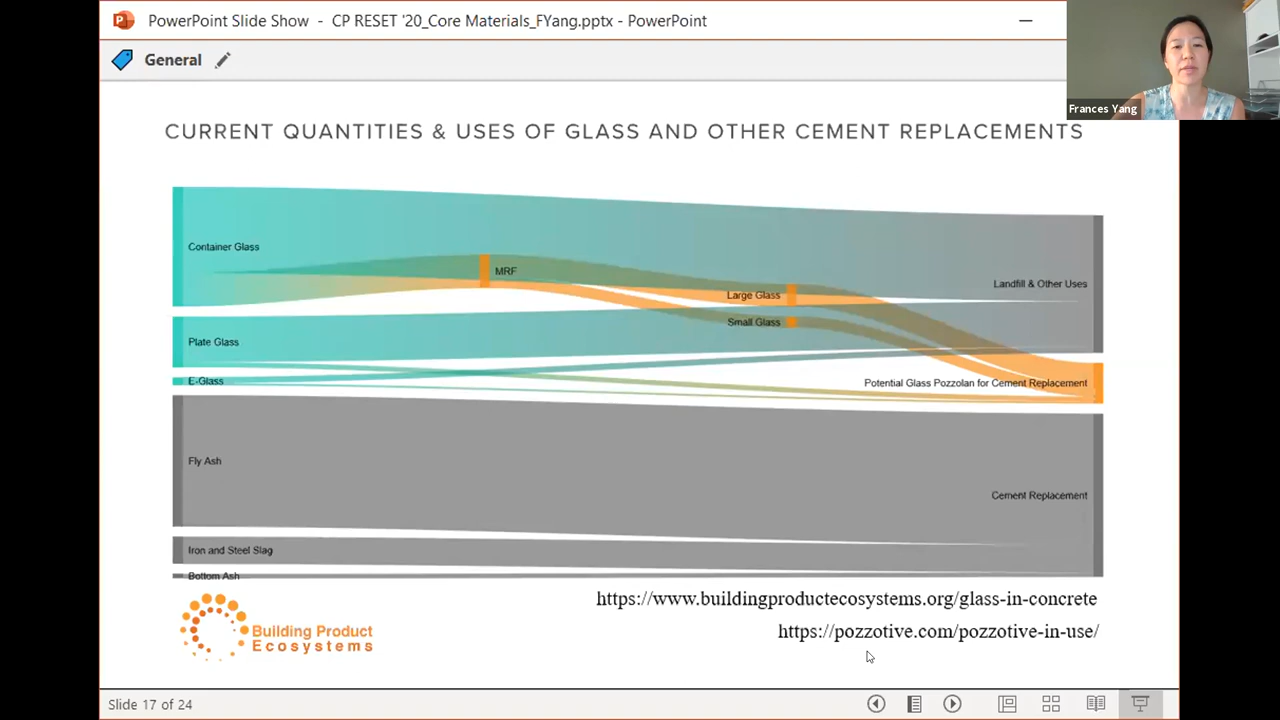 PowerPoint Slide Show - CP RESET '20_Core Materials_FYang.pptx - PowerPoint
General
Frances Yang
CURRENT QUANTITIES & USES OF GLASS AND OTHER CEMENT REPLACEMENTS
Container Glass
MRF
Large Glass
Landfill & Other Uses
Small Glass
Plate Glass
E-Glass
Potential Glass Pozzolan for Cement Replacement
Fly Ash
Cement Replacement
Iron and Steel Slag
Bottom Ash
https://www.buildingproductecosystems.org/glass-in-concrete
https://pozzotive.com/pozzotive-in-use/
Building Product
Ecosystems
Slide 17 of 24